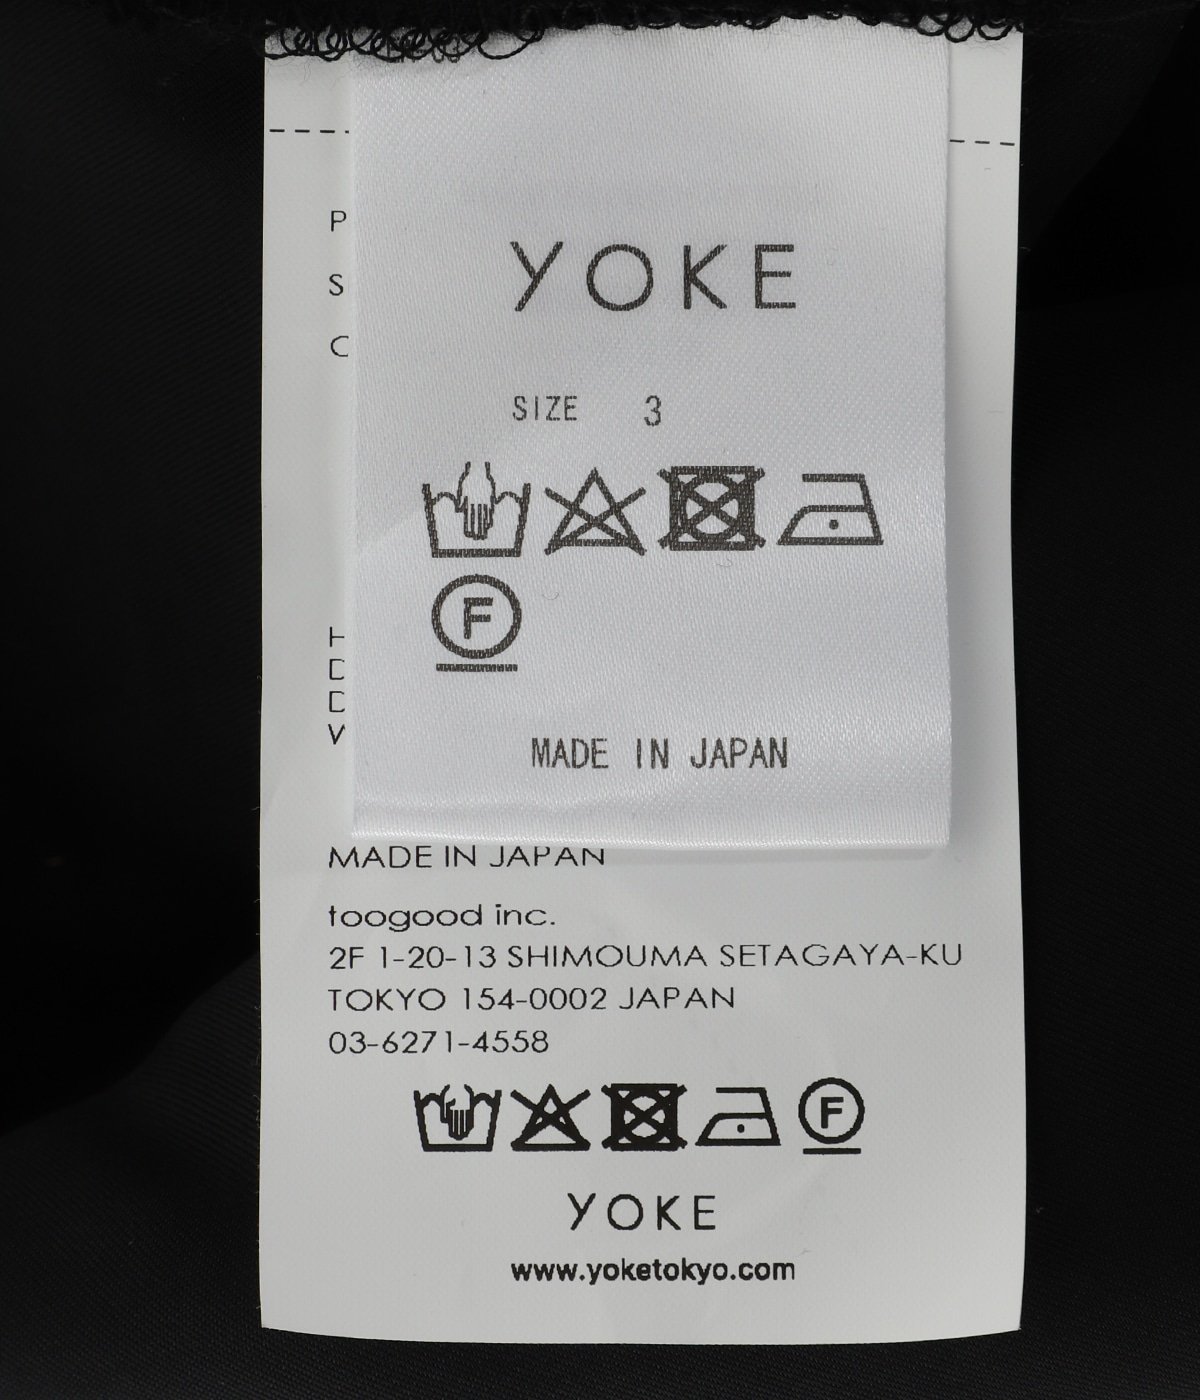 YOKE
SIZE 3
F
MADE IN JAPAN
MADE IN JAPAN
toogood inc.
2F 1-20-13 SHIMOUMA SETAGAYA-KU
TOKYO 154-0002 JAPAN
03-6271-4558
F
YOKE
www.yoketokyo.com